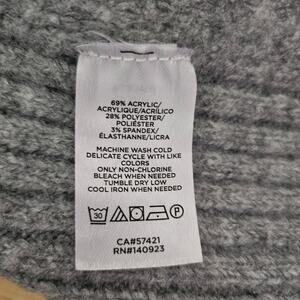 69% ACRYLIC/
ACRYLIQUE/ACRÍLICO
28% POLYESTER/
POLIÉSTER
3% SPANDEX/
ÉLASTHANNE/LICRA
MACHINE WASH COLD
DELICATE CYCLE WITH LIKE
COLORS
ONLY NON-CHLORINE
BLEACH WHEN NEEDED
TUMBLE DRY LOW
COOL IRON WHEN NEEDED
30 P
CA#57421
RN#140923